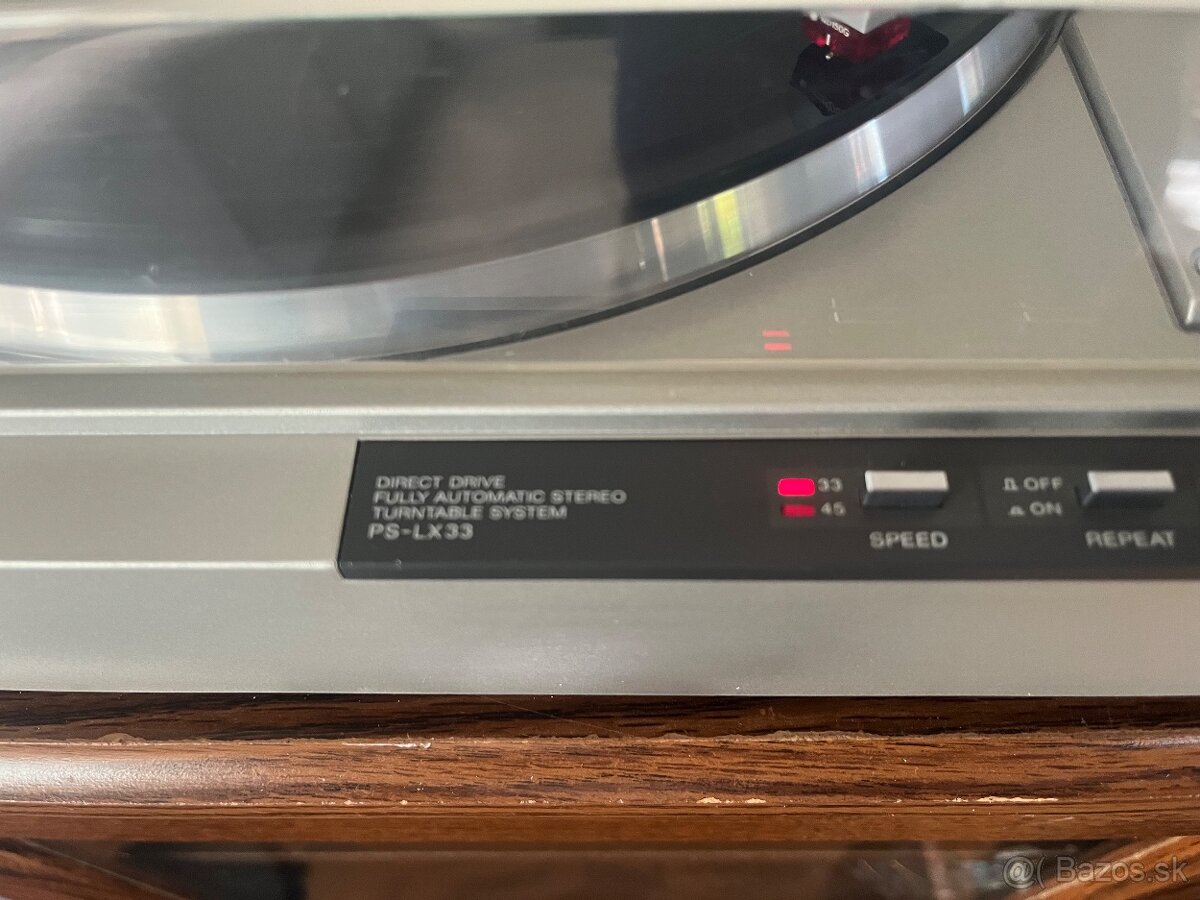 DIRECT DRIVE
FULLY AUTOMATIC STEREO
TURNTABLE SYSTEM
PS-LX33
33
45
SPEED
OFF
ON
REPEAT
@( Bazos.sk